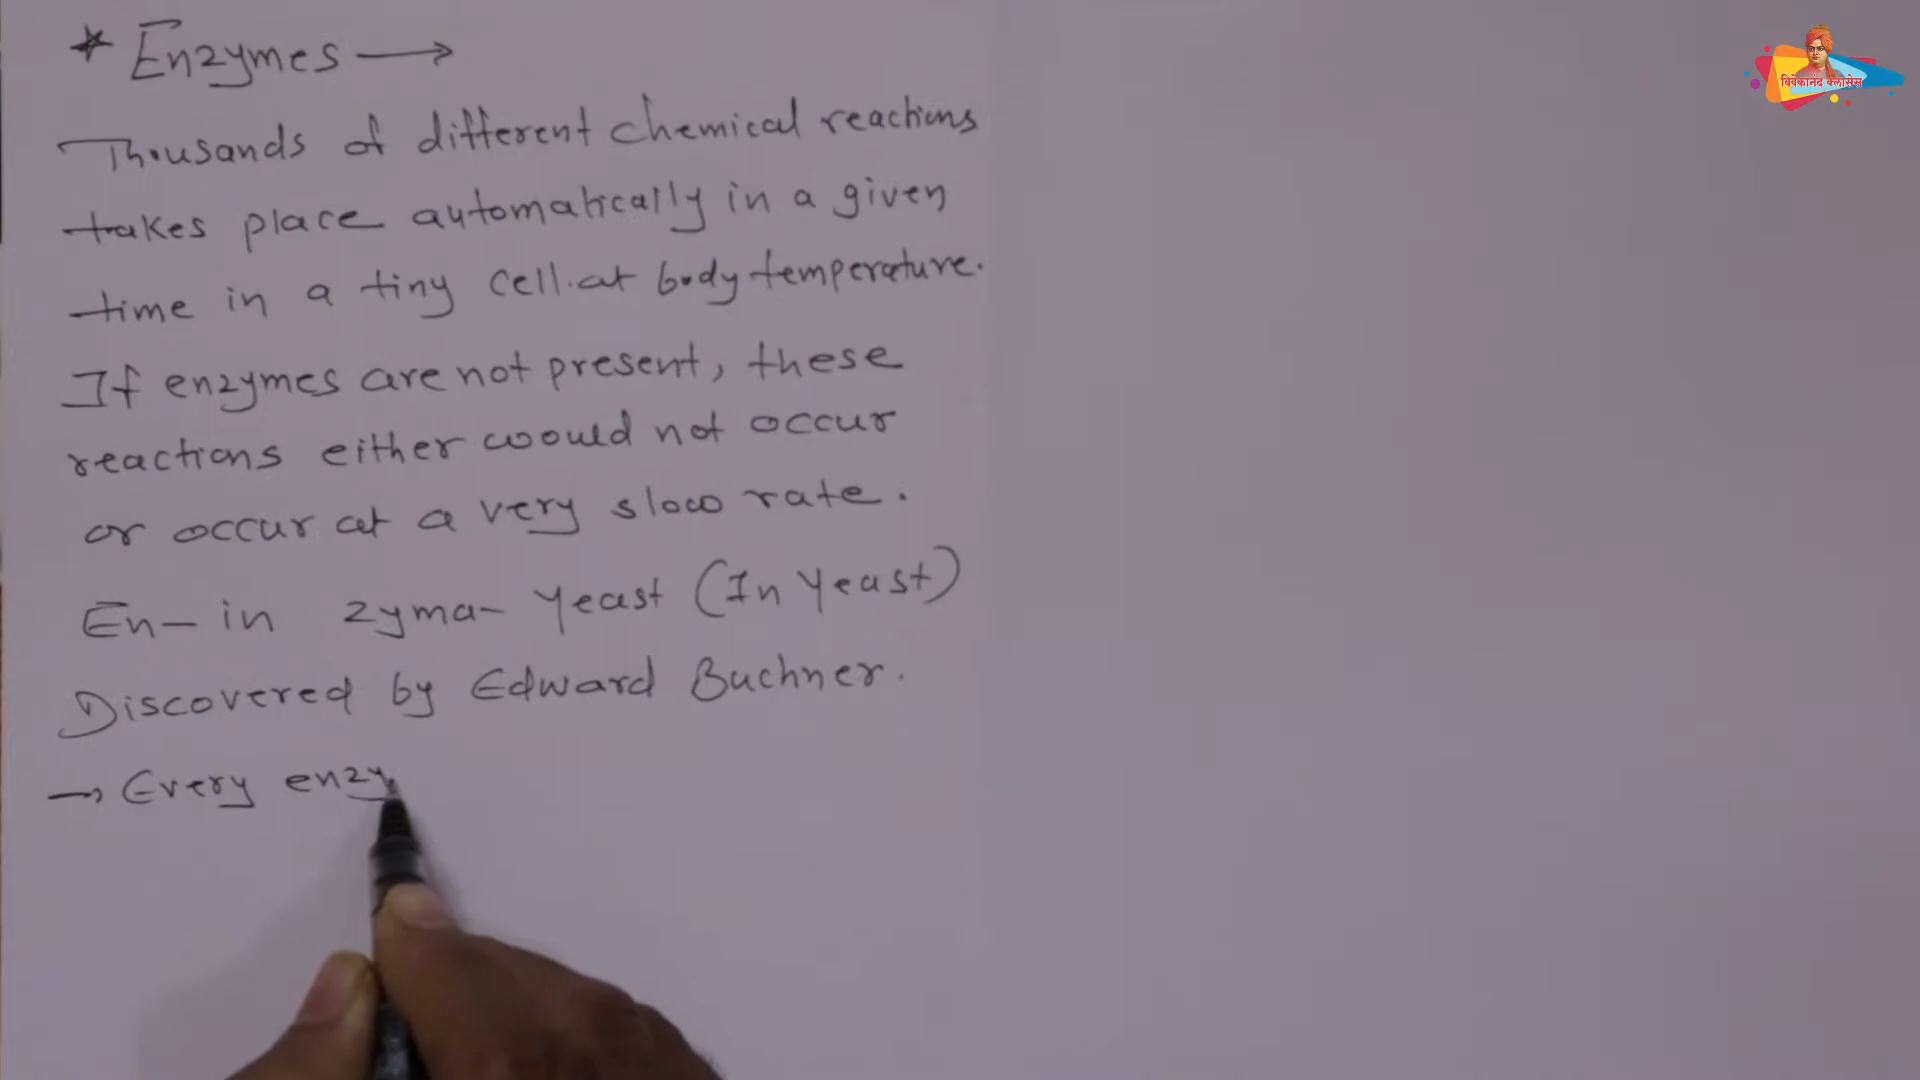 * Enzymes →
Thousands of different chemical reactions
takes place automatically in a given
time in a tiny cell.at body temperature.
If enzymes are not present, these
reactions either would not occur
or occur at a very slow rate.
En- in zyma- Yeast (In Yeast)
Discovered by Edward Buchner.
→ Every enzy
विवेकानंद क्लासेस